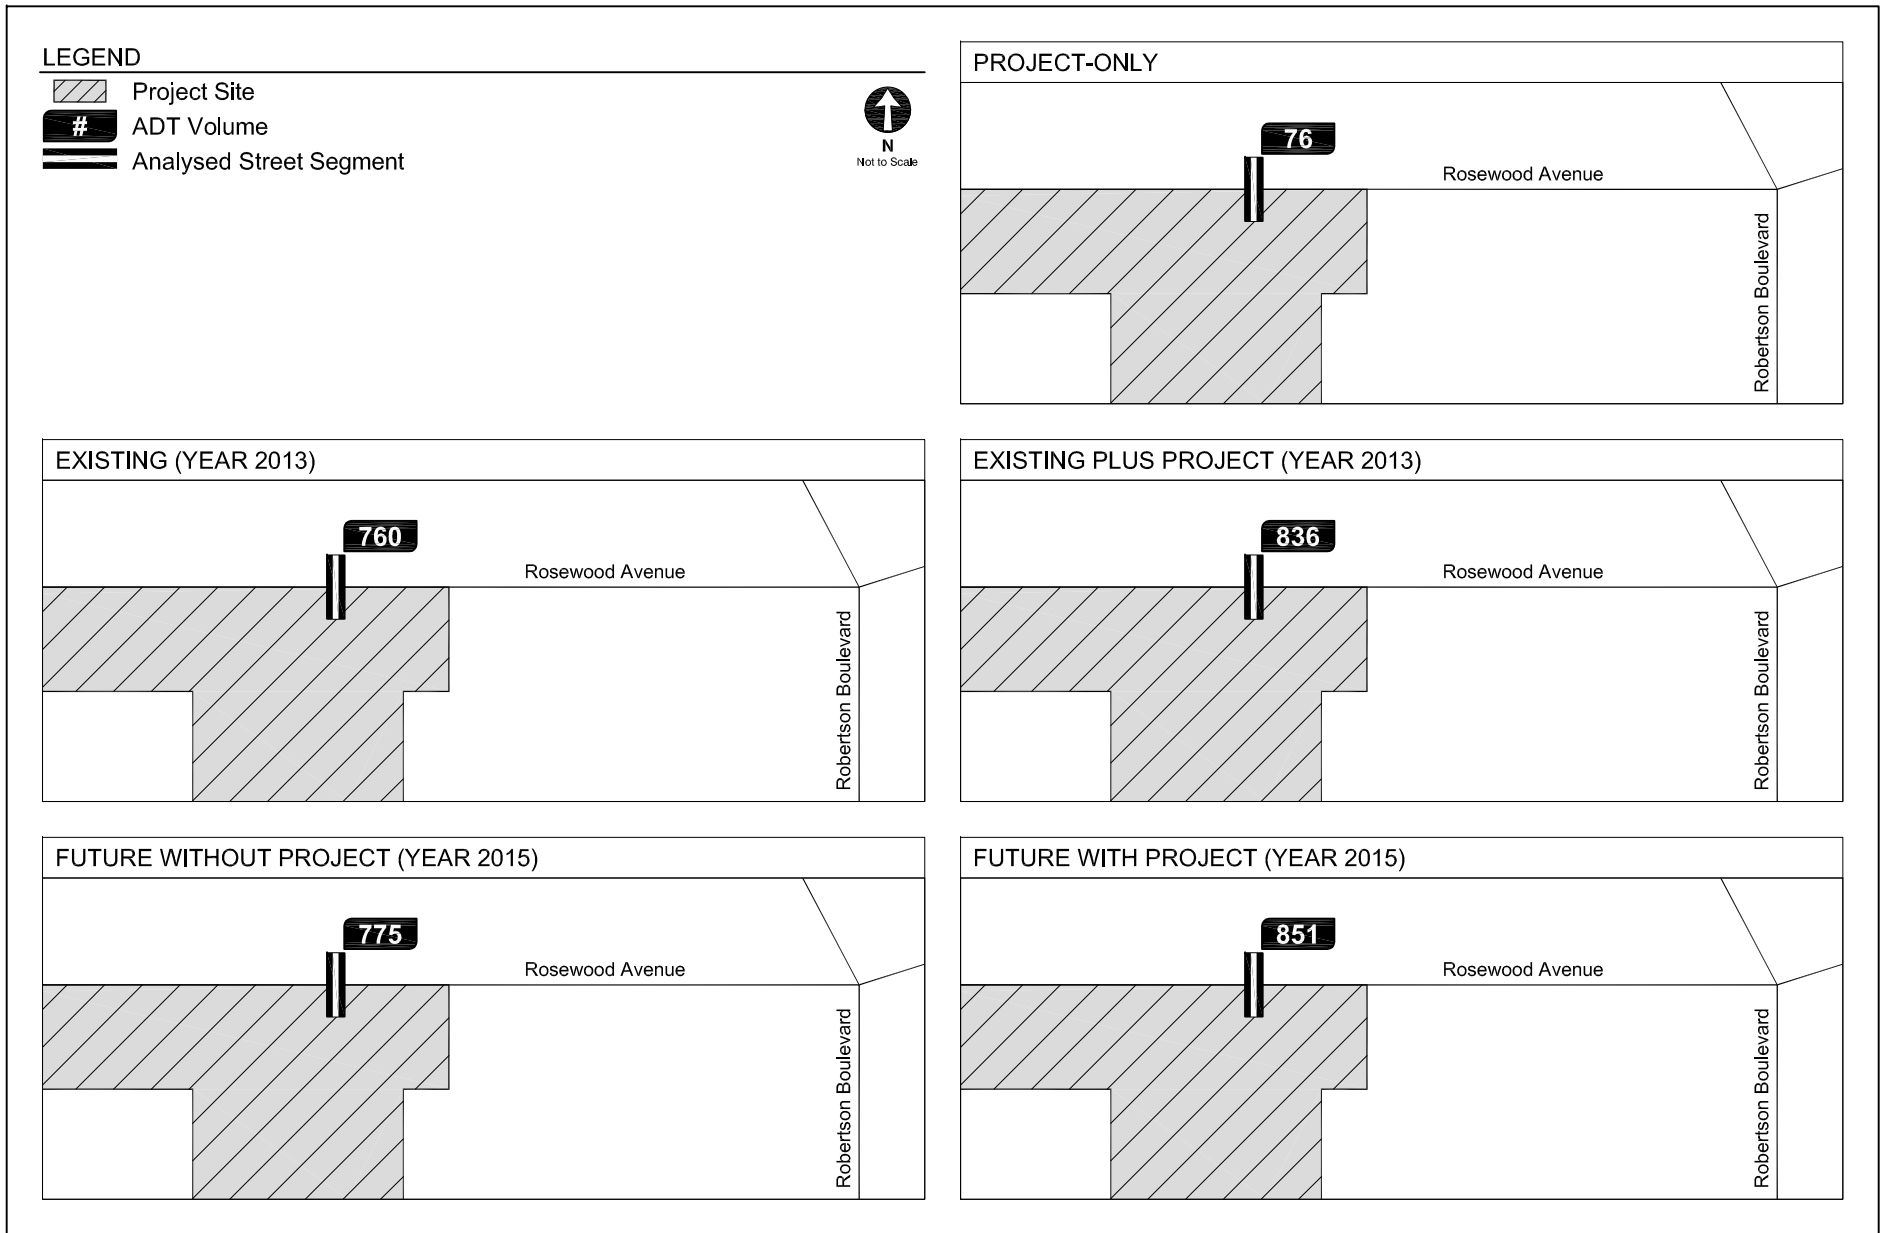 LEGEND
Project Site
# ADT Volume
Analysed Street Segment
N
Not to Scale
PROJECT-ONLY
76
Rosewood Avenue
Robertson Boulevard
EXISTING (YEAR 2013)
760
Rosewood Avenue
Robertson Boulevard
EXISTING PLUS PROJECT (YEAR 2013)
836
Rosewood Avenue
Robertson Boulevard
FUTURE WITHOUT PROJECT (YEAR 2015)
775
Rosewood Avenue
Robertson Boulevard
FUTURE WITH PROJECT (YEAR 2015)
851
Rosewood Avenue
Robertson Boulevard